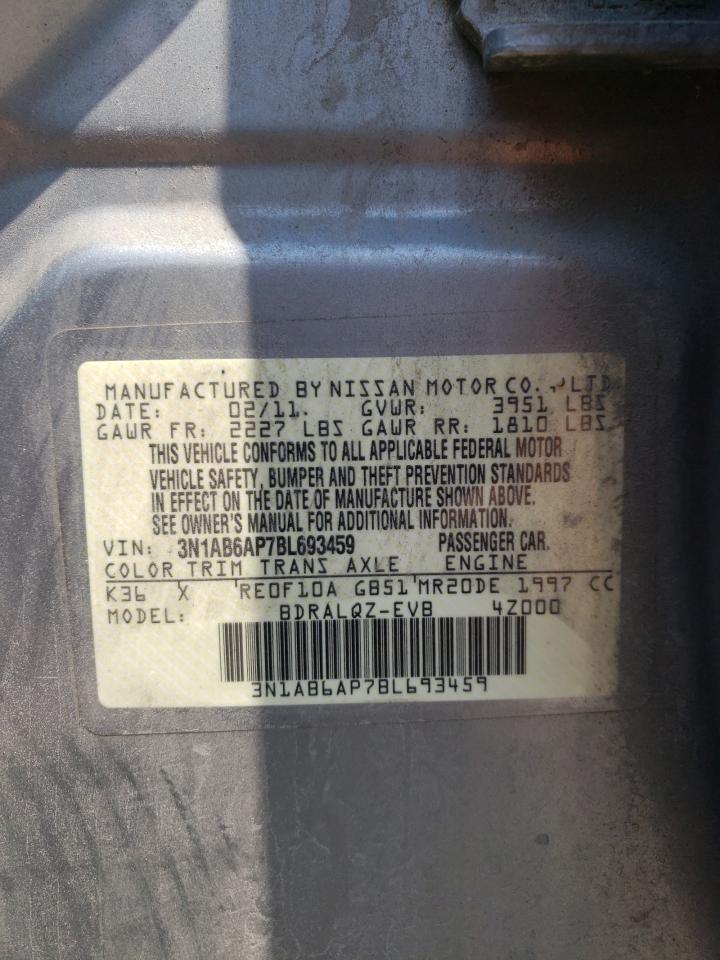 MANUFACTURED BY NISSAN MOTOR CO., LTD
DATE: 02/11. GVWR: 3951 LBS
GAWR FR: 2227 LBS GAWR RR: 1810 LBS
THIS VEHICLE CONFORMS TO ALL APPLICABLE FEDERAL MOTOR
VEHICLE SAFETY, BUMPER AND THEFT PREVENTION STANDARDS
IN EFFECT ON THE DATE OF MANUFACTURE SHOWN ABOVE.
SEE OWNER'S MANUAL FOR ADDITIONAL INFORMATION.
VIN: 3N1AB6AP7BL693459 PASSENGER CAR.
COLOR TRIM TRANS AXLE ENGINE
K36 X RE0F10A GB51 MR20DE 1997 CC
MODEL: BDRALQZ-EVB 4Z000
3N1AB6AP7BL693459